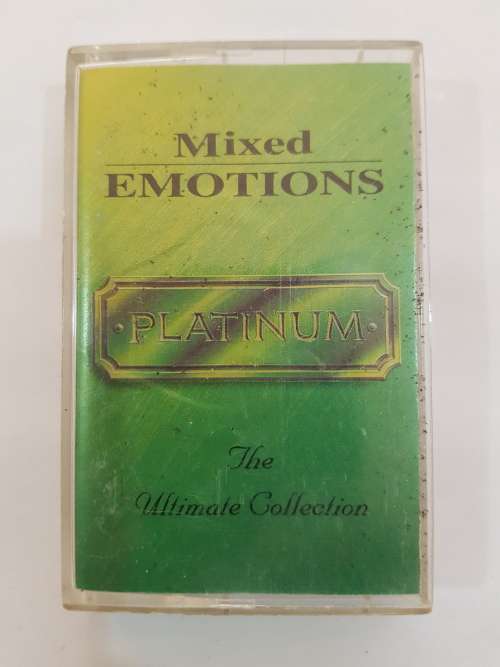 Mixed
EMOTIONS
PLATINUM
The
Ultimate Collection